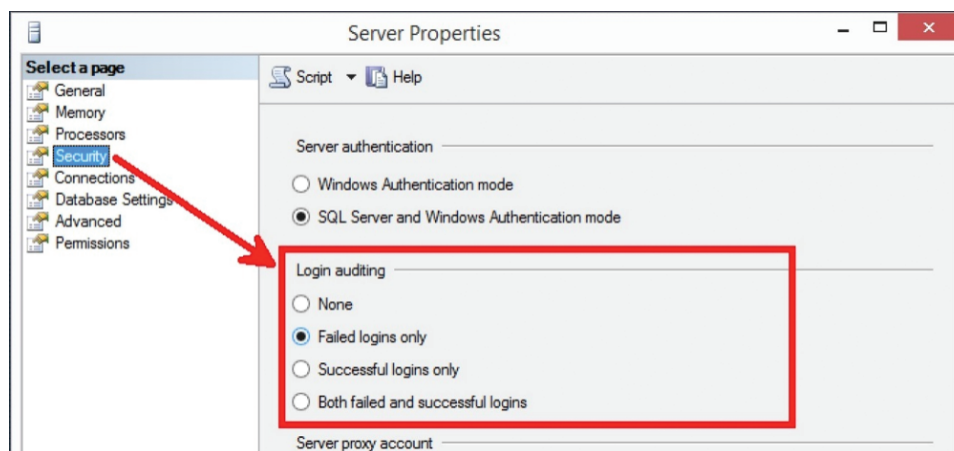 Server Properties
Select a page
General
Memory
Processors
Security
Connections
Database Settings
Advanced
Permissions
Script
Help
Server authentication
Windows Authentication mode
SQL Server and Windows Authentication mode
Login auditing
None
Failed logins only
Successful logins only
Both failed and successful logins
Server proxy account